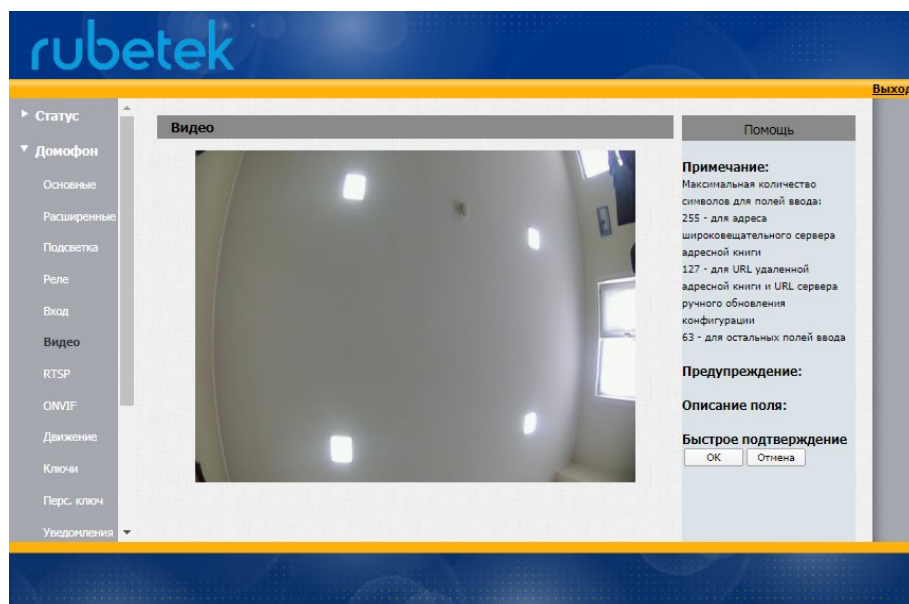 rubetek
Выход
Статус
Домофон
Основные
Расширенные
Подсветка
Реле
Вход
Видео
RTSP
ONVIF
Движение
Ключи
Перс. ключ
Уведомления
Видео
Помощь
Примечание:
Максимальная количество
символов для полей ввода:
255 - для адреса
широковещательного сервера
адресной книги
127 - для URL удаленной
адресной книги и URL сервера
ручного обновления
конфигурации
63 - для остальных полей ввода
Предупреждение:
Описание поля:
Быстрое подтверждение
OK Отмена